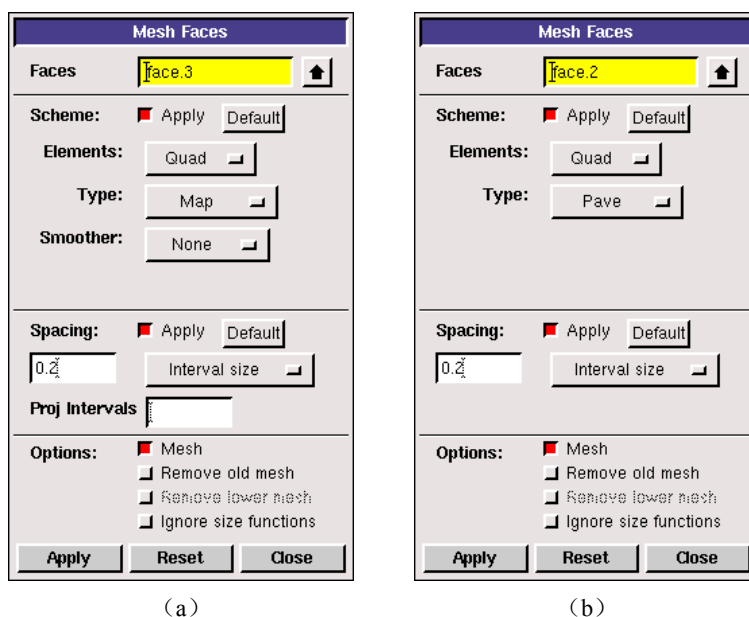 Mesh Faces
Faces face.3
Scheme: Apply Default
Elements: Quad
Type: Map
Smoother: None
Spacing: Apply Default
0.2 Interval size
Proj Intervals
Options: Mesh
Remove old mesh
Remove lower mesh
Ignore size functions
Apply Reset Close
(a)
Mesh Faces
Faces face.2
Scheme: Apply Default
Elements: Quad
Type: Pave
Spacing: Apply Default
0.2 Interval size
Options: Mesh
Remove old mesh
Remove lower mesh
Ignore size functions
Apply Reset Close
(b)